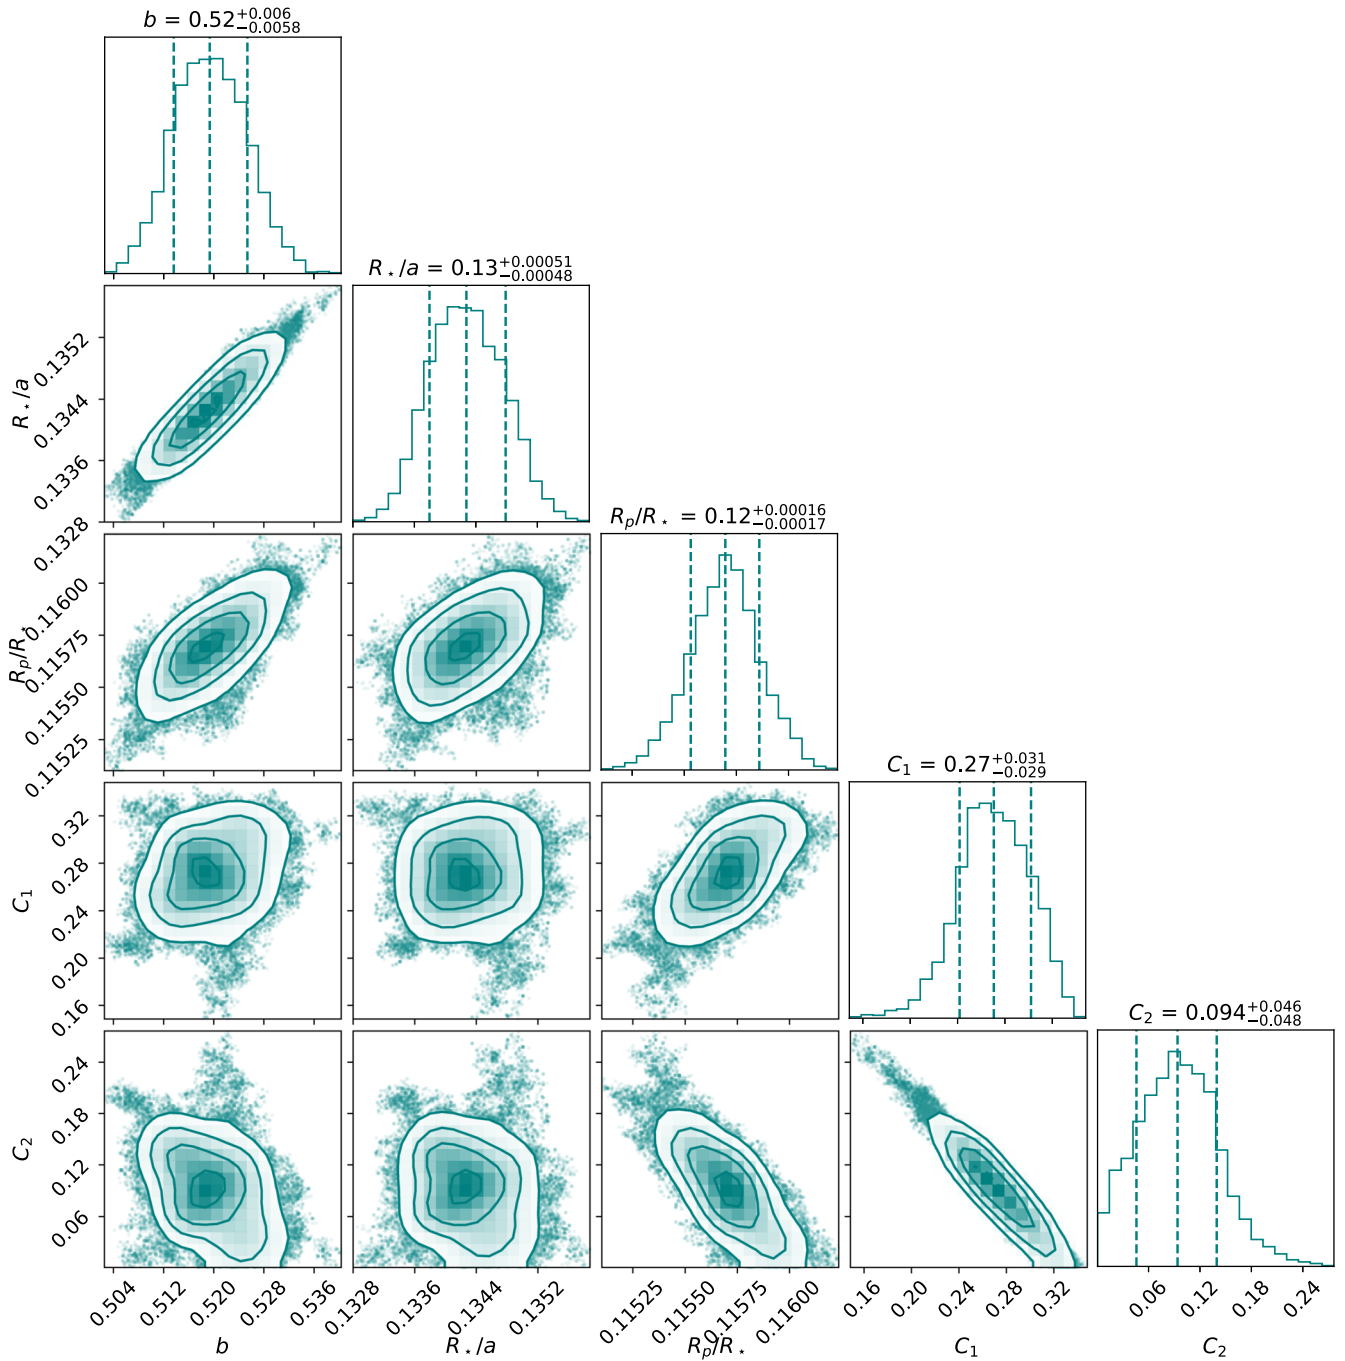 b = 0.52 +0.006 −0.0058
R⋆/a = 0.13 +0.00051 −0.00048
0.1352
0.1344
0.1336
0.1328
R⋆/a
Rp/R⋆ = 0.12 +0.00016 −0.00017
0.11600
0.11575
0.11550
0.11525
Rp/R⋆
C1 = 0.27 +0.031 −0.029
0.32
0.28
0.24
0.20
0.16
C1
C2 = 0.094 +0.046 −0.048
0.24
0.18
0.12
0.06
C2
0.504 0.512 0.520 0.528 0.536
b
0.1328 0.1336 0.1344 0.1352
R⋆/a
0.11525 0.11550 0.11575 0.11600
Rp/R⋆
0.16 0.20 0.24 0.28 0.32
C1
0.06 0.12 0.18 0.24
C2